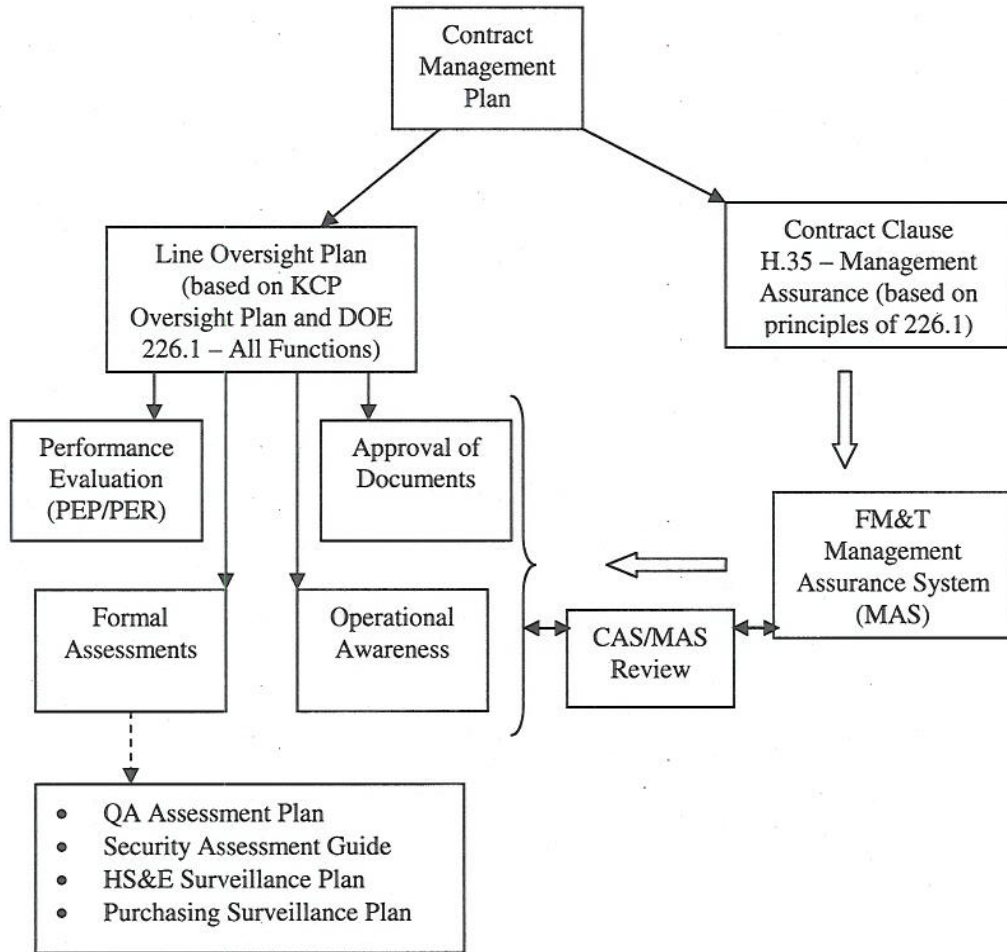 Contract
Management
Plan
Line Oversight Plan
(based on KCP
Oversight Plan and DOE
226.1 – All Functions)
Contract Clause
H.35 – Management
Assurance (based on
principles of 226.1)
Performance
Evaluation
(PEP/PER)
Approval of
Documents
FM&T
Management
Assurance System
(MAS)
Formal
Assessments
Operational
Awareness
CAS/MAS
Review
• QA Assessment Plan
• Security Assessment Guide
• HS&E Surveillance Plan
• Purchasing Surveillance Plan